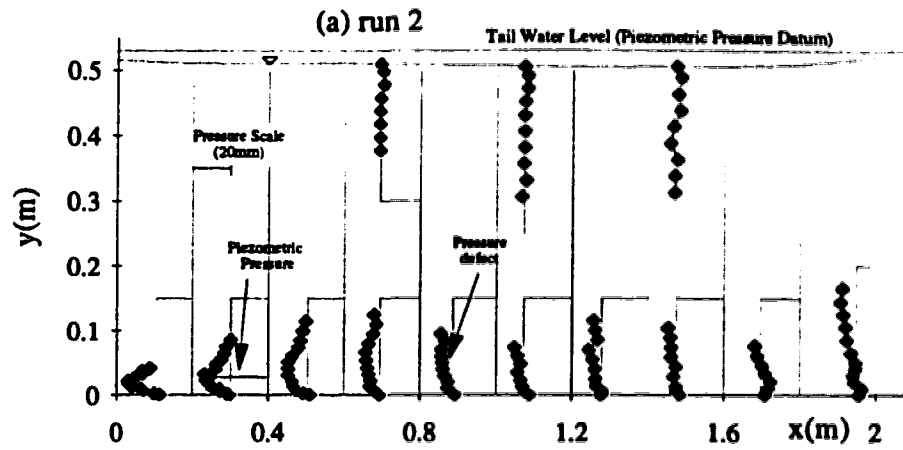 (a) run 2
Tail Water Level (Piezometric Pressure Datum)
0.5
Pressure Scale
(20mm)
0.4
y(m)
0.3
Piezometric
Pressure
Pressure
defect
0.2
0.1
0
0 0.4 0.8 1.2 1.6 x(m) 2